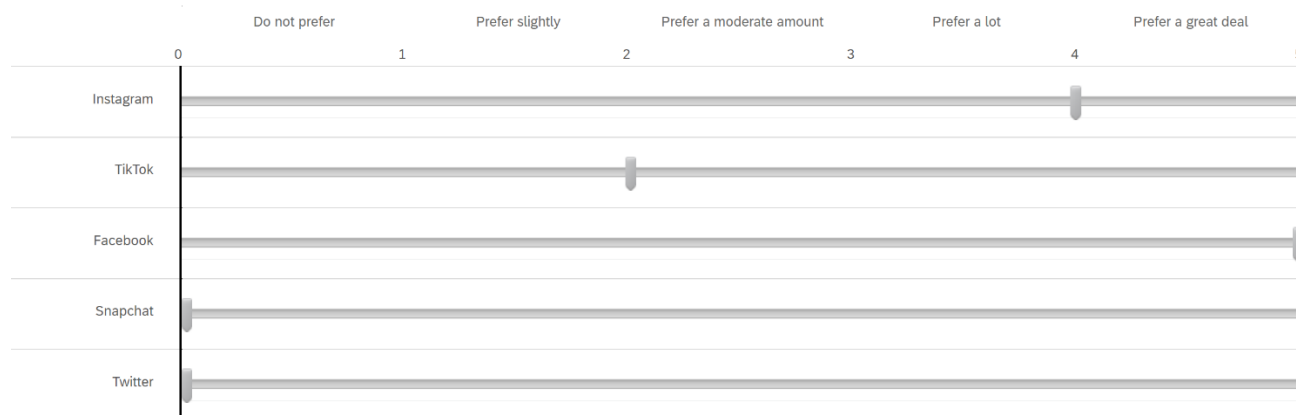 Do not prefer Prefer slightly Prefer a moderate amount Prefer a lot Prefer a great deal
0 1 2 3 4
Instagram
TikTok
Facebook
Snapchat
Twitter